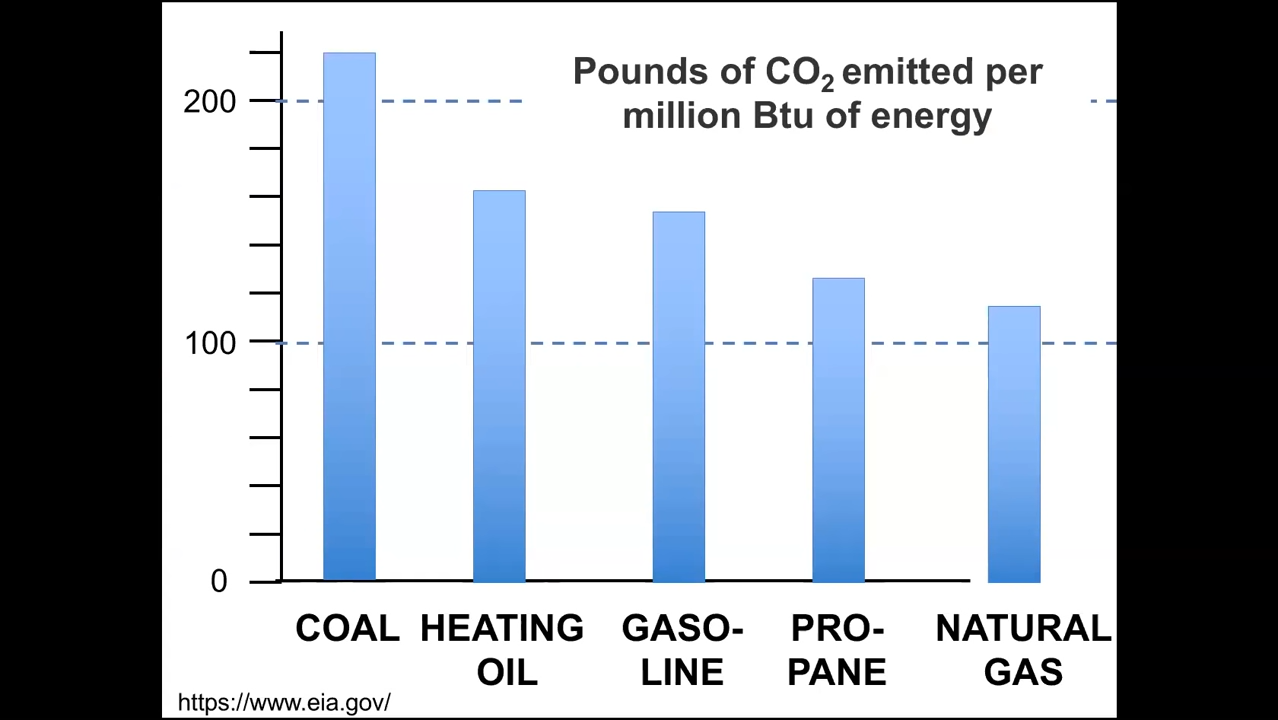 Pounds of CO₂ emitted per
million Btu of energy
200
100
0
COAL
HEATING
OIL
GASO-
LINE
PRO-
PANE
NATURAL
GAS
https://www.eia.gov/